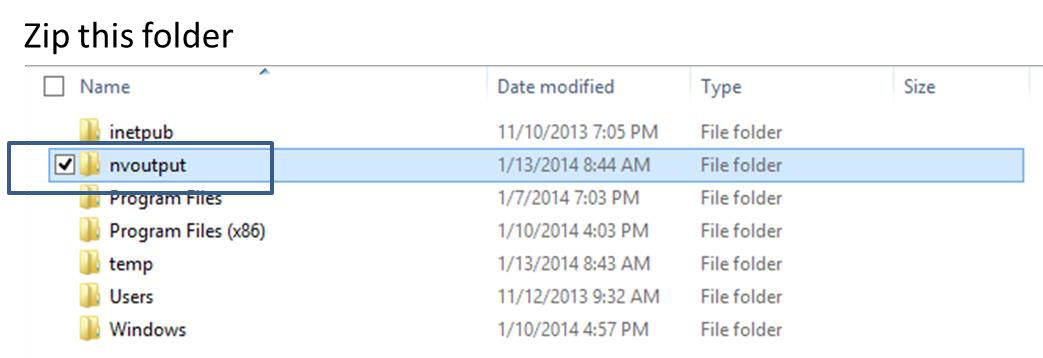 Zip this folder
Name Date modified Type Size
inetpub 11/10/2013 7:05 PM File folder
nvoutput 1/13/2014 8:44 AM File folder
Program Files 1/7/2014 7:03 PM File folder
Program Files (x86) 1/10/2014 4:03 PM File folder
temp 1/13/2014 8:43 AM File folder
Users 11/12/2013 9:32 AM File folder
Windows 1/10/2014 4:57 PM File folder